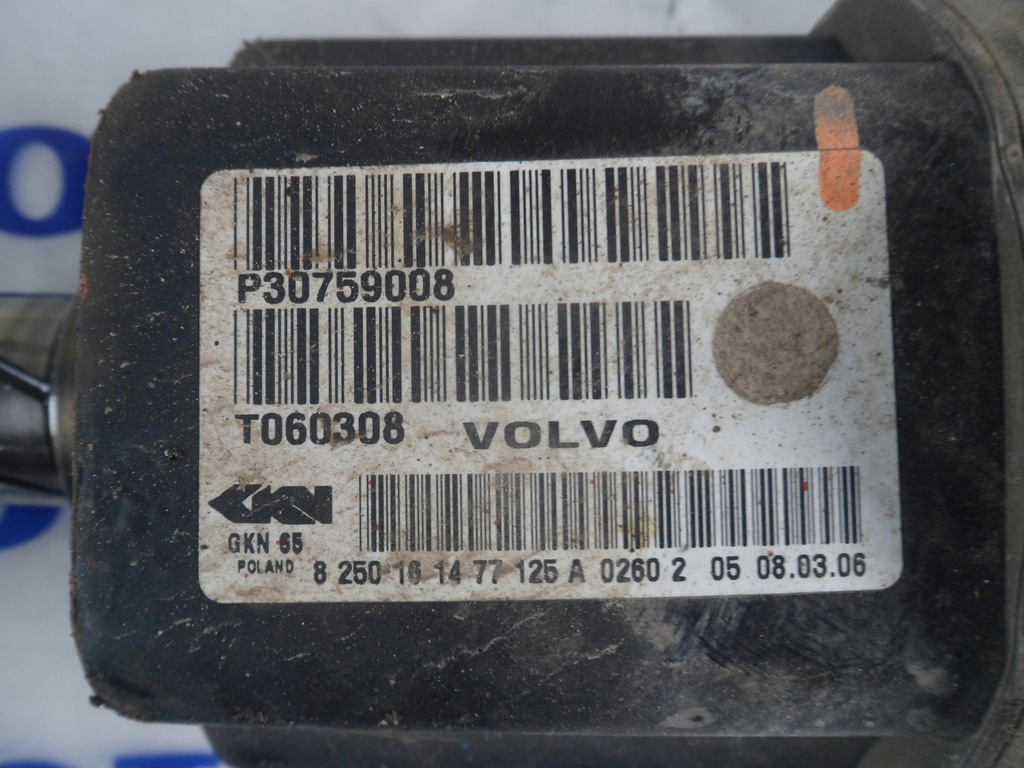 P30759008
T060308 VOLVO
GKN
GKN 65
POLAND 8 250 16 14 77 125 A 0260 2 05 08.03.06